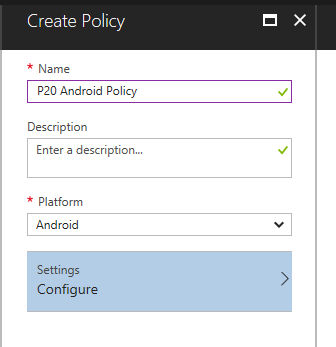 Create Policy
* Name
P20 Android Policy
Description
Enter a description...
* Platform
Android
Settings
Configure